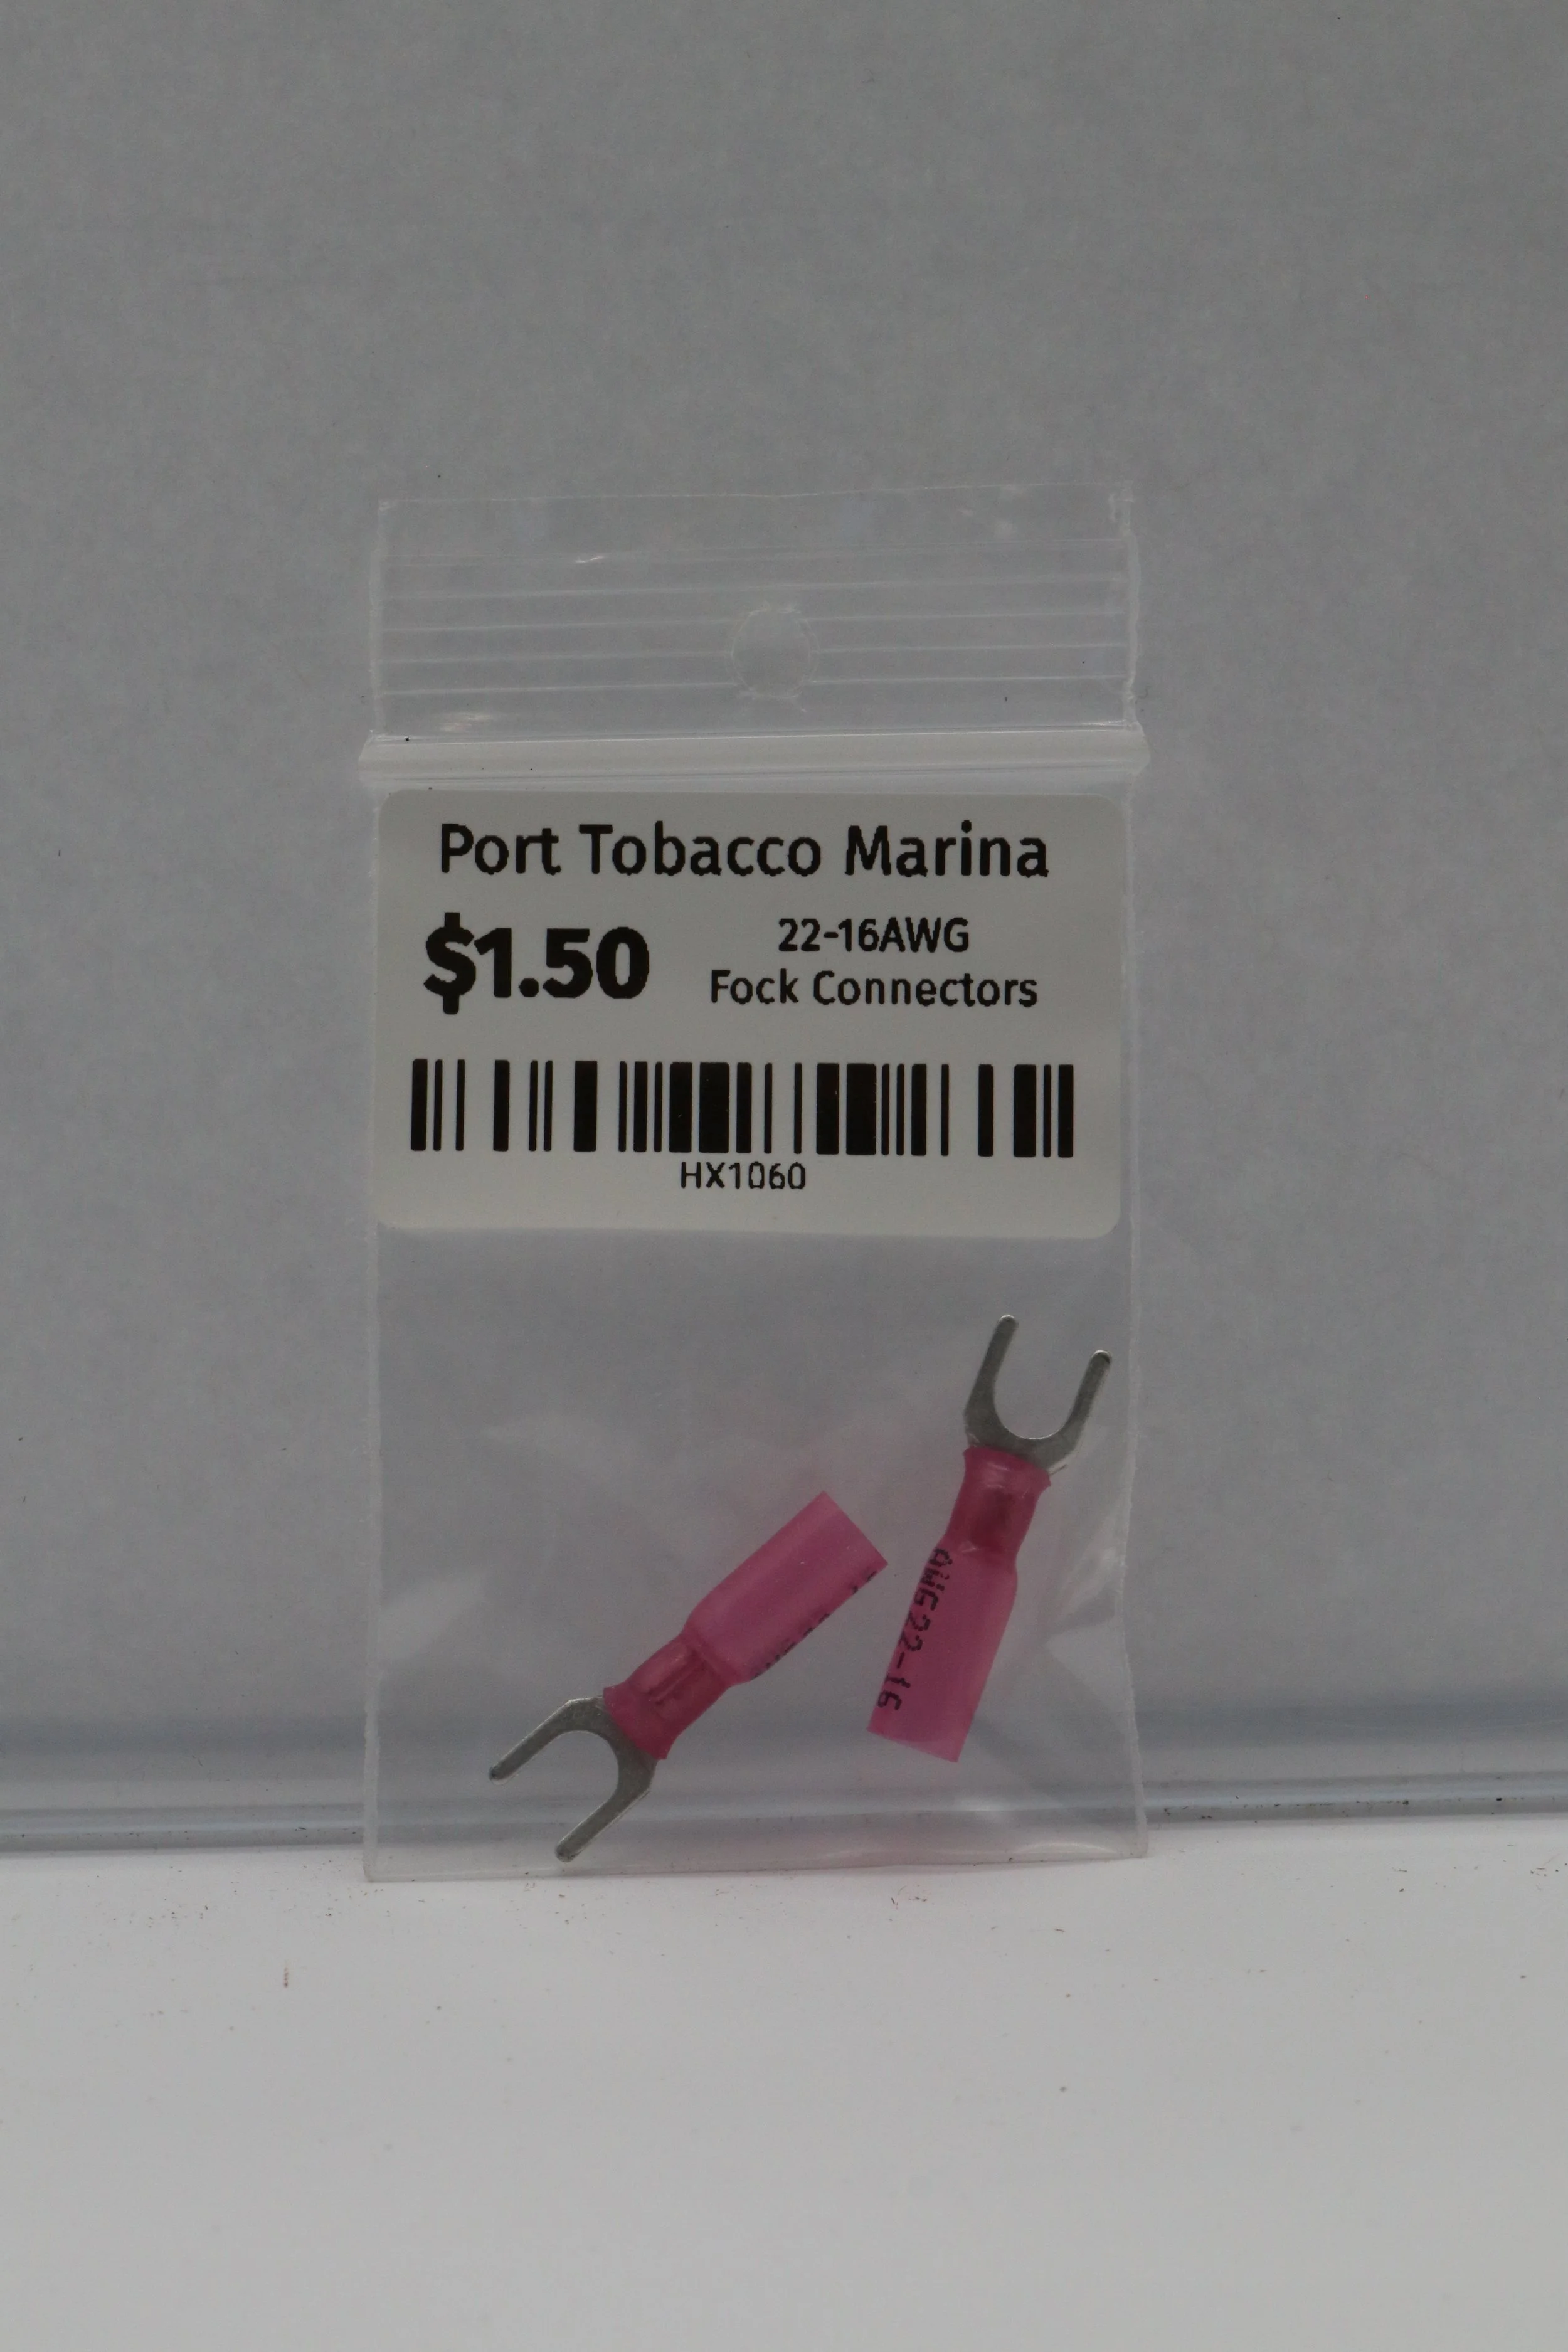 Port Tobacco Marina
$1.50
22-16AWG
Fock Connectors
HX1060
AWG22-16